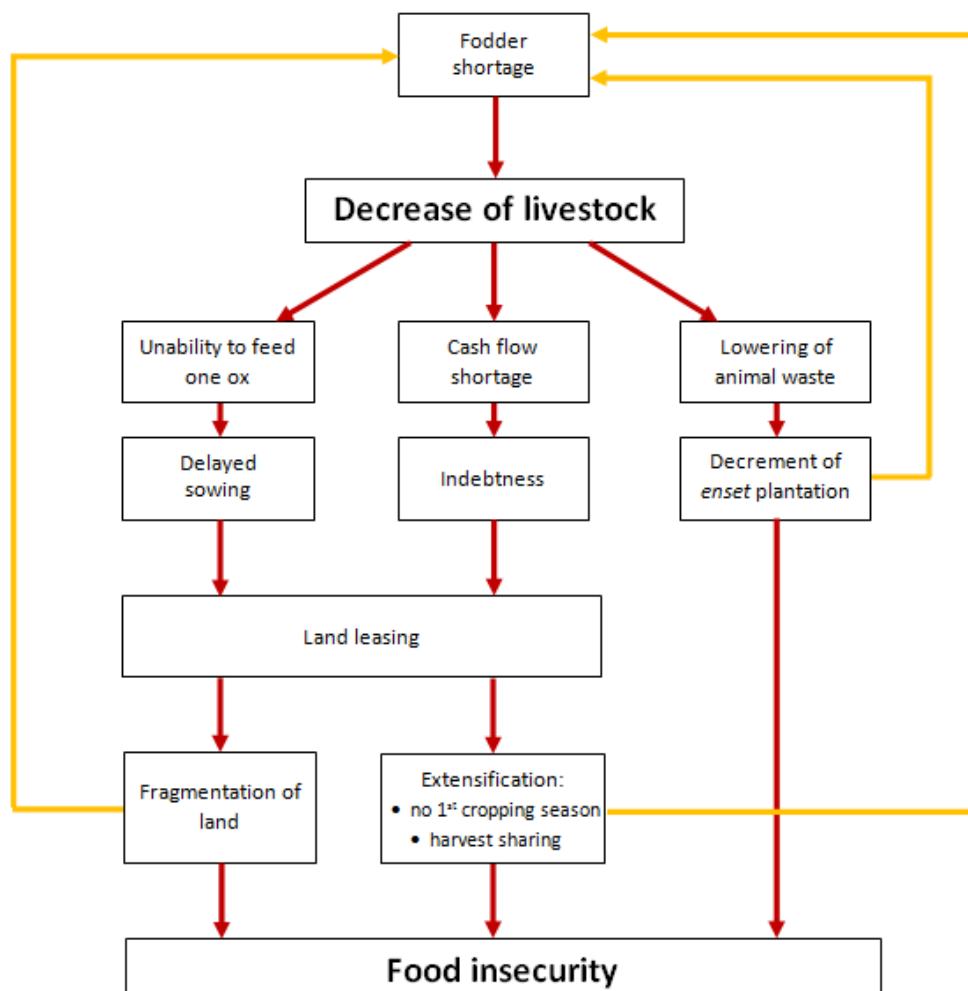 Fodder
shortage
Decrease of livestock
Unability to feed
one ox
Cash flow
shortage
Lowering of
animal waste
Delayed
sowing
Indebtness
Decrement of
enset plantation
Land leasing
Fragmentation of
land
Extensification:
• no 1st cropping season
• harvest sharing
Food insecurity